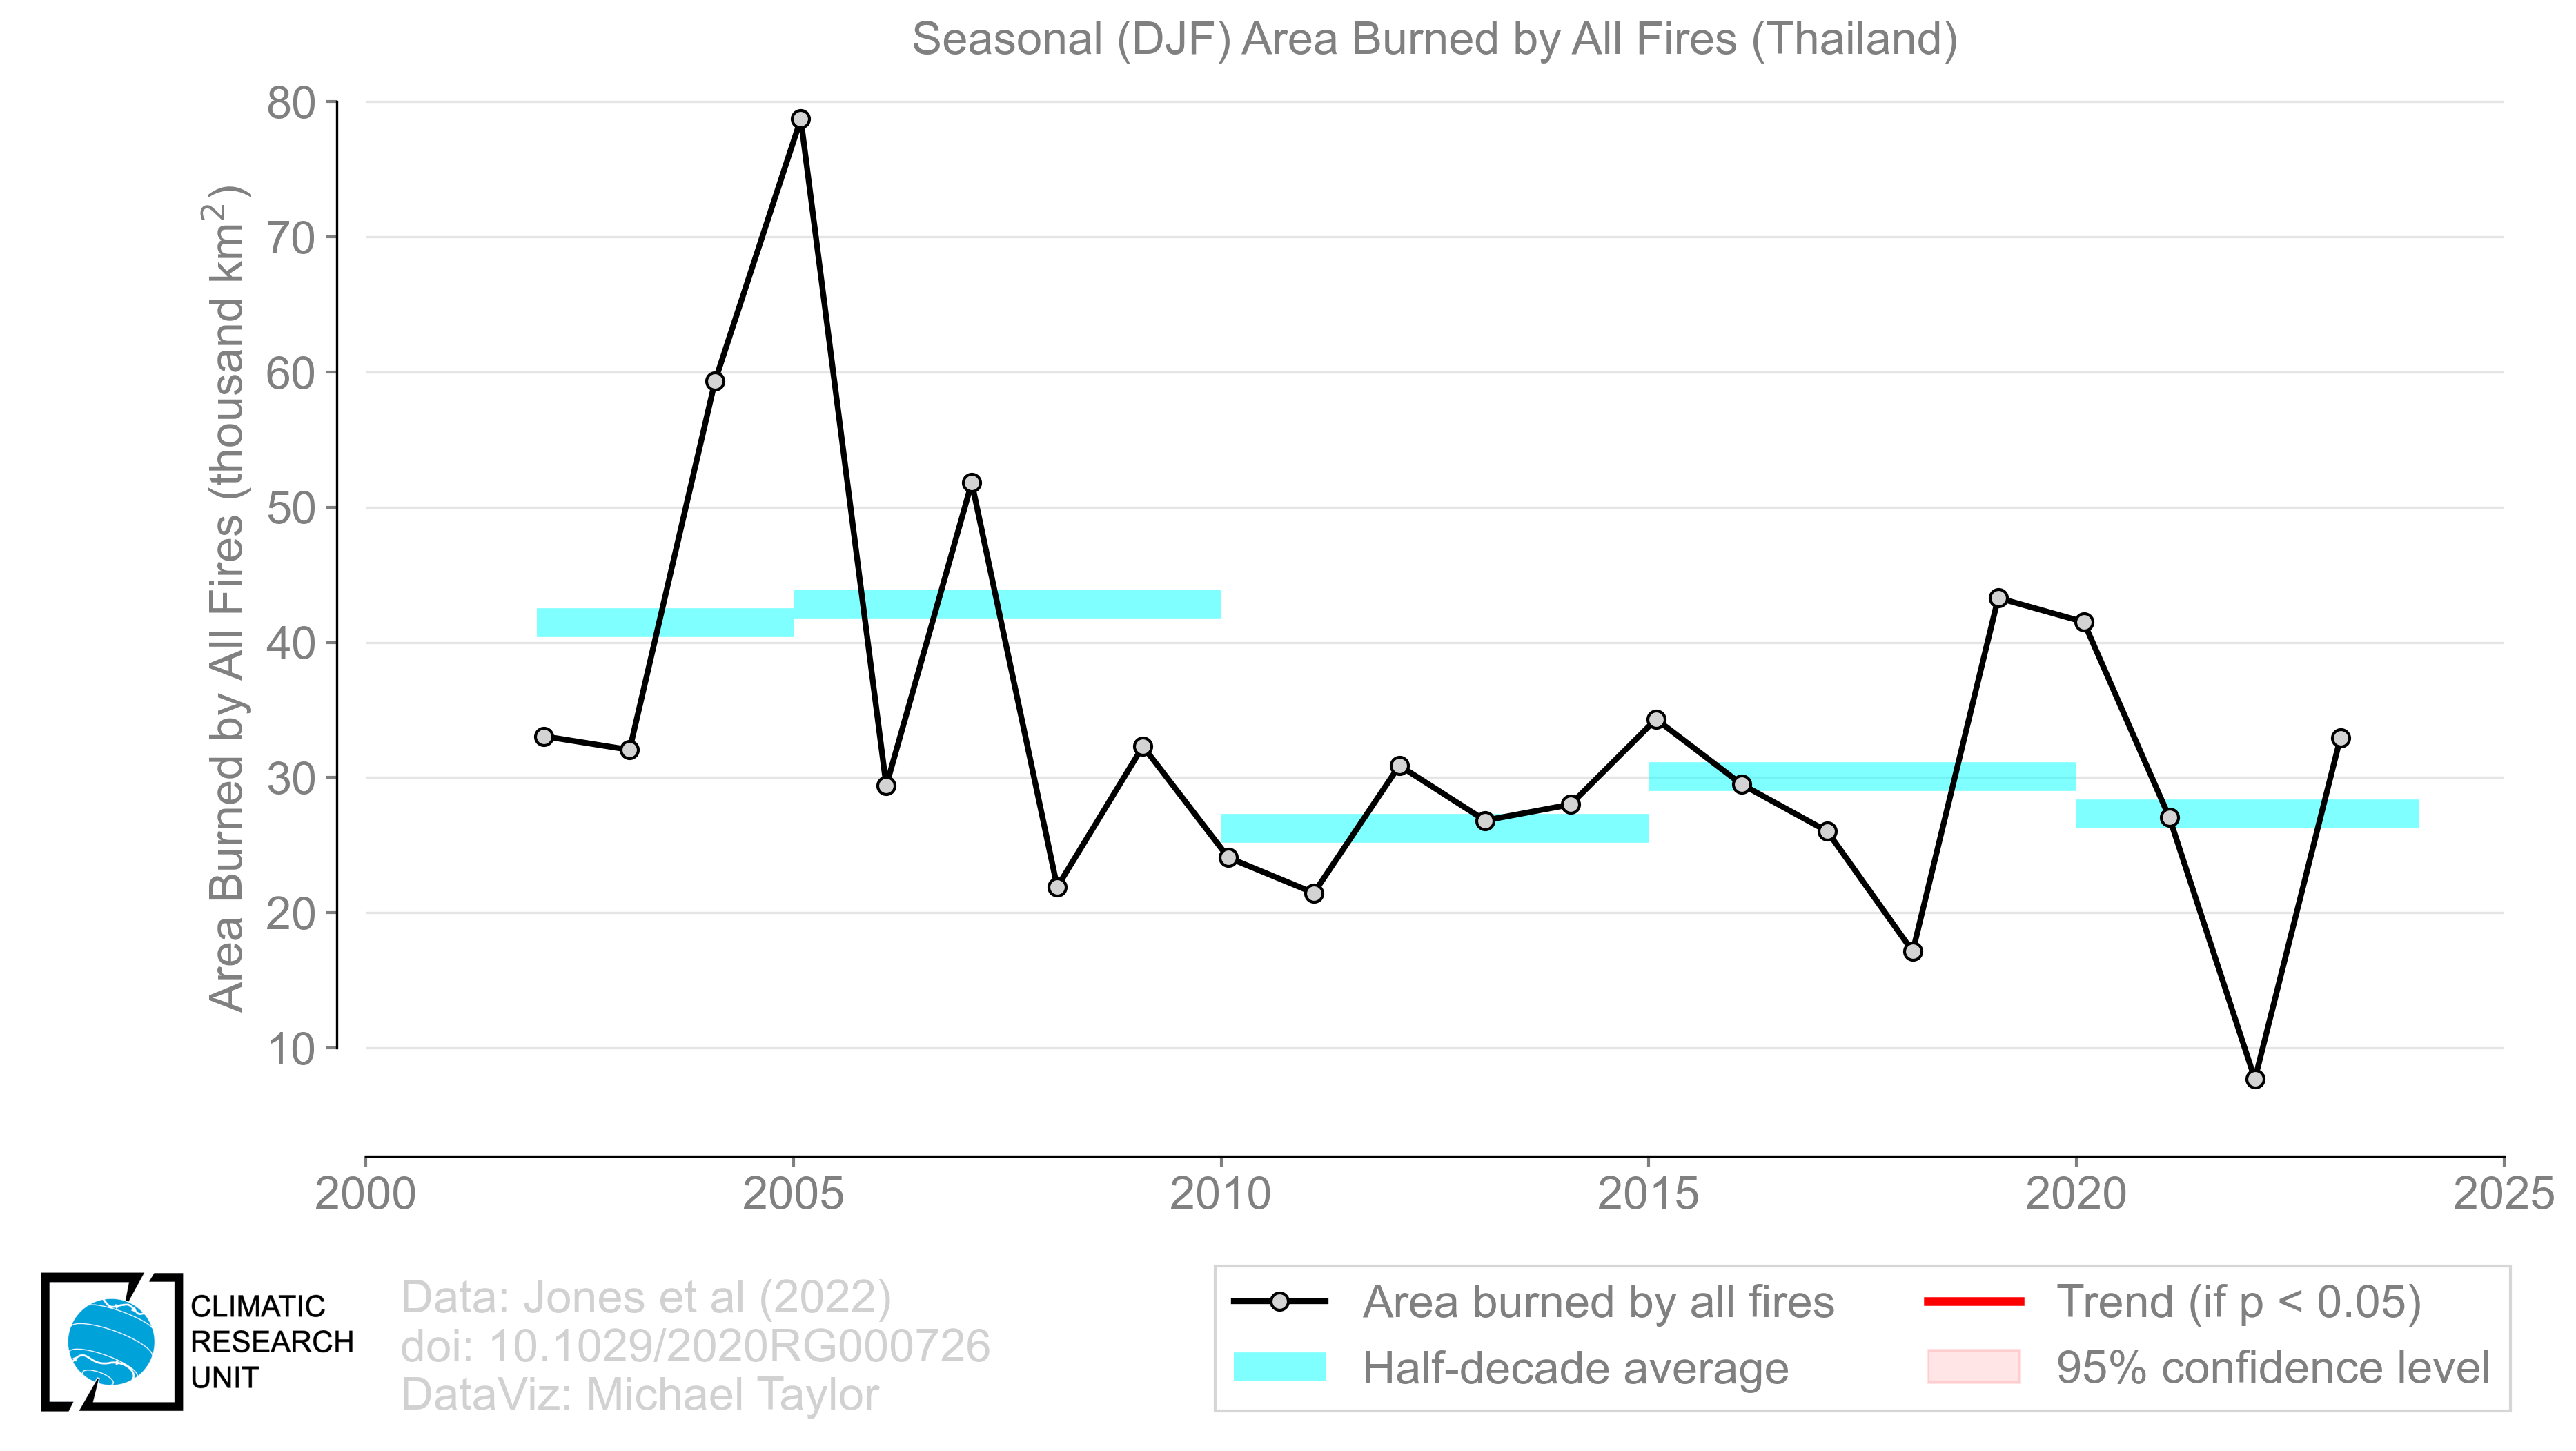 Seasonal (DJF) Area Burned by All Fires (Thailand)
Area Burned by All Fires (thousand km²)
80
70
60
50
40
30
20
10
2000 2005 2010 2015 2020 2025
CLIMATIC
RESEARCH
UNIT
Data: Jones et al (2022)
doi: 10.1029/2020RG000726
DataViz: Michael Taylor
Area burned by all fires
Half-decade average
Trend (if p < 0.05)
95% confidence level